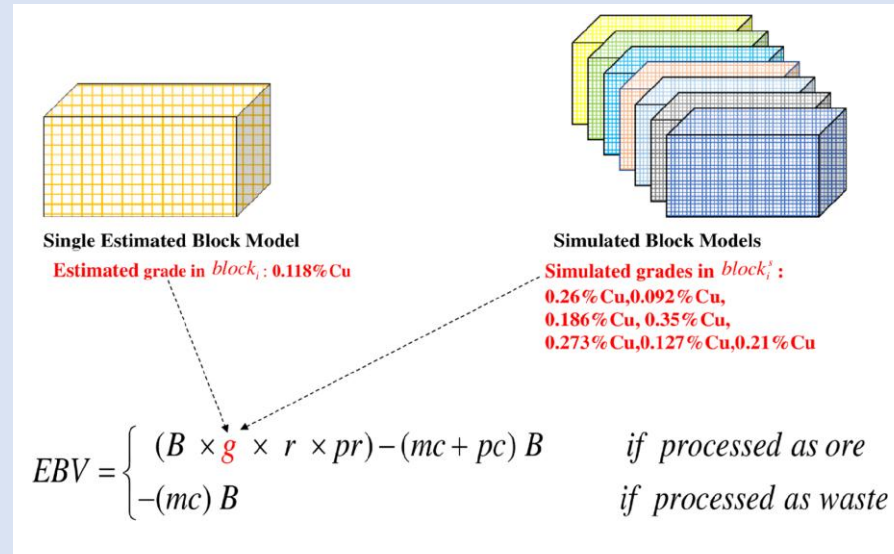 Single Estimated Block Model
Estimated grade in block_i : 0.118%Cu
Simulated Block Models
Simulated grades in block_i^s :
0.26%Cu,0.092%Cu,
0.186%Cu, 0.35%Cu,
0.273%Cu,0.127%Cu,0.21%Cu
EBV = { (B × g × r × pr) − (mc + pc) B if processed as ore
−(mc) B if processed as waste